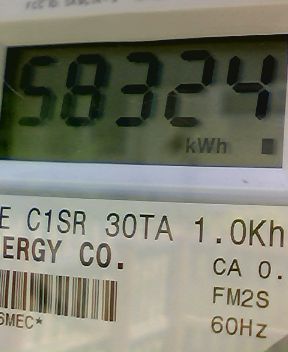 58324
kWh
E C1SR 30TA 1.0Kh
ERGY CO.
CA 0.
FM2S
6MEC*
60Hz